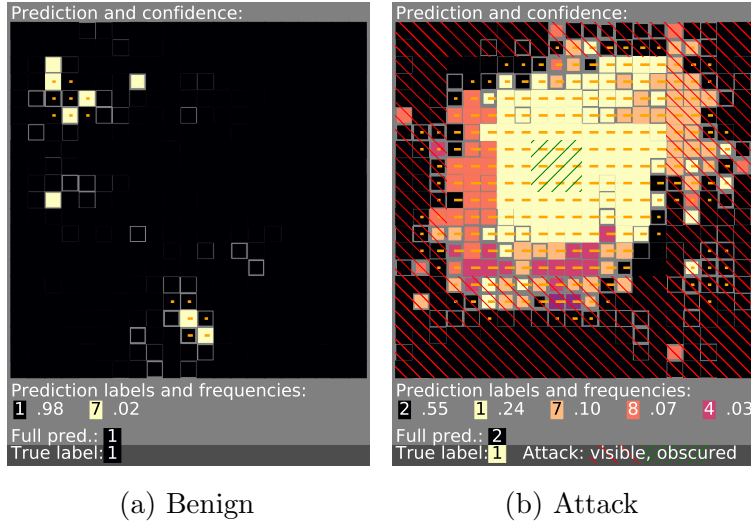 Prediction and confidence:
Prediction labels and frequencies:
1 .98 7 .02
Full pred.: 1
True label: 1
(a) Benign
Prediction and confidence:
Prediction labels and frequencies:
2 .55 1 .24 7 .10 8 .07 4 .03
Full pred.: 2
True label: 1 Attack: visible, obscured
(b) Attack